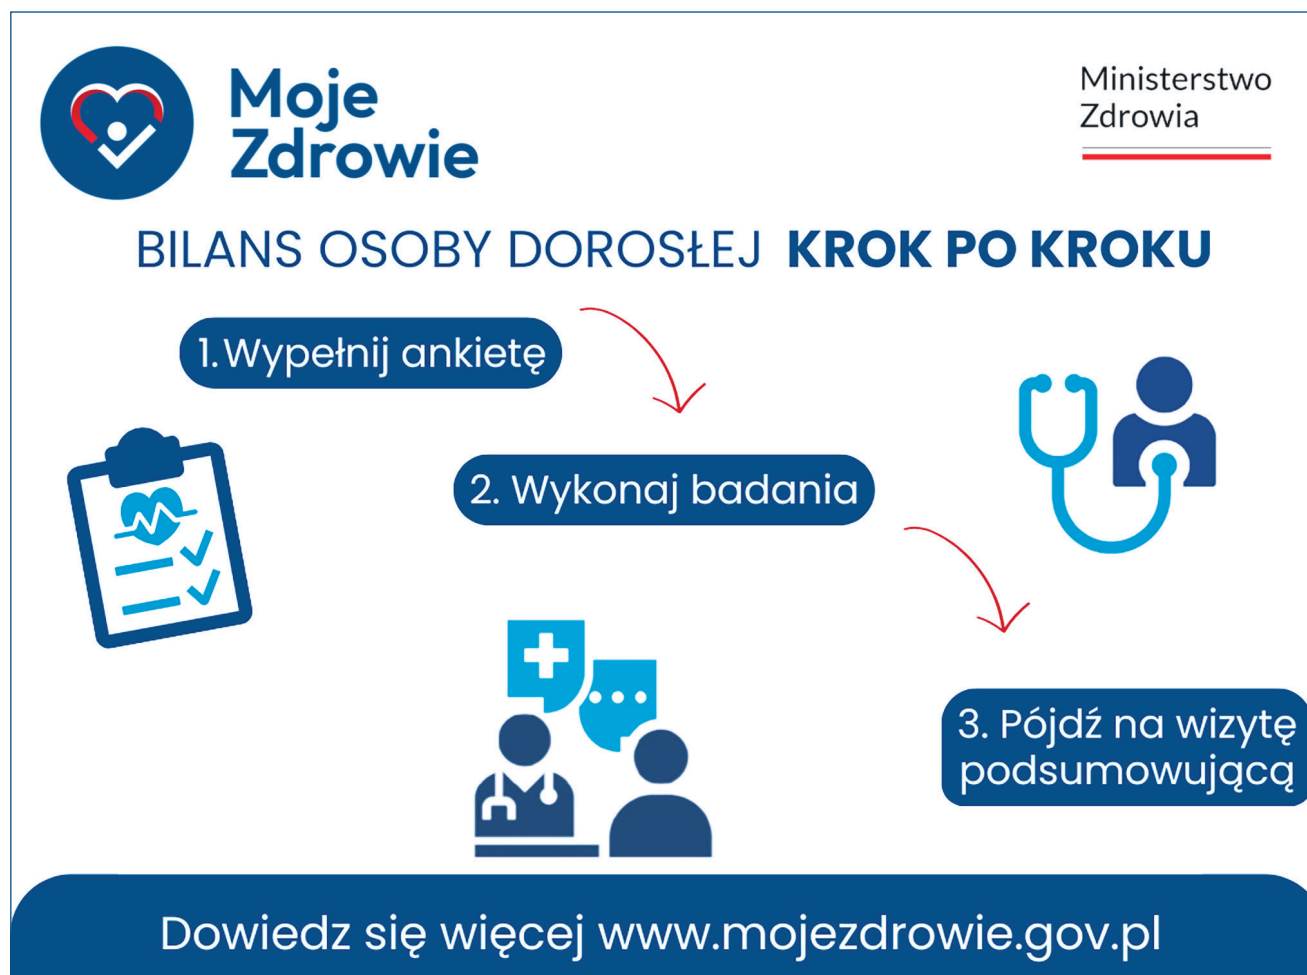 Moje
Zdrowie
Ministerstwo
Zdrowia
BILANS OSOBY DOROSŁEJ KROK PO KROKU
1. Wypełnij ankietę
2. Wykonaj badania
3. Pójdź na wizytę
podsumowującą
Dowiedz się więcej www.mojezdrowie.gov.pl